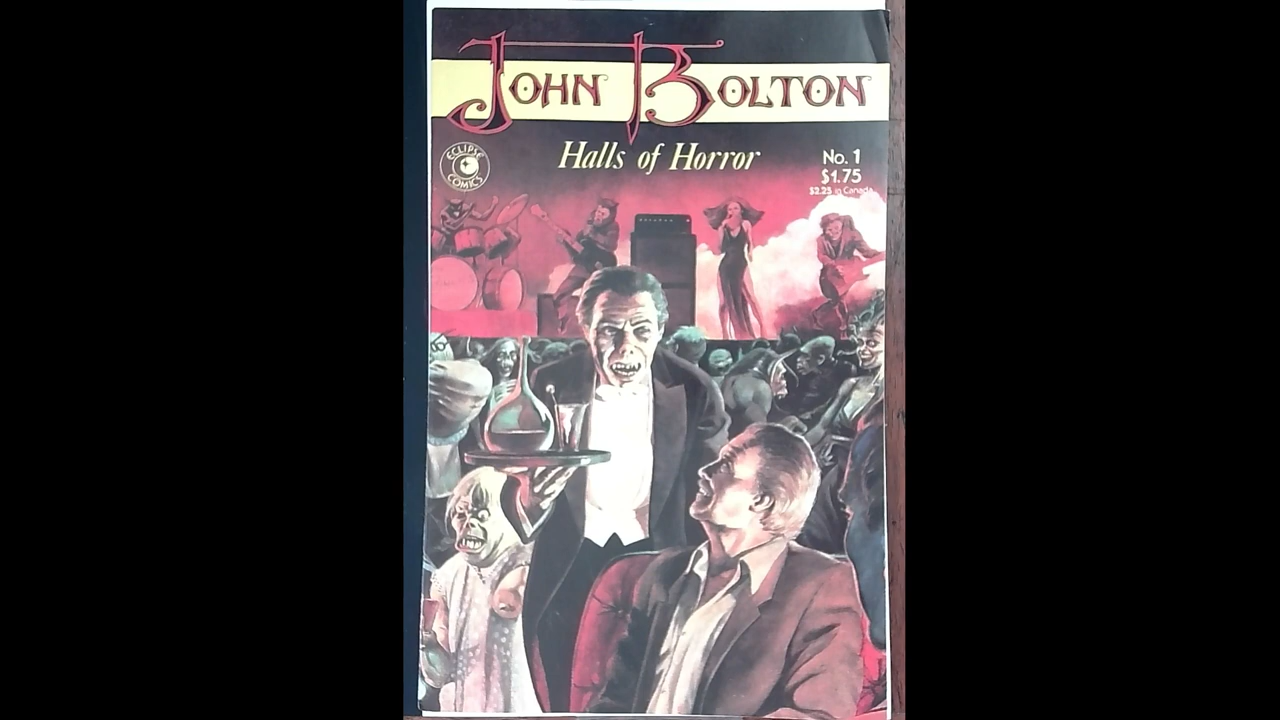 JOHN BOLTON
Halls of Horror
ECLIPSE
COMICS
No. 1
$1.75
$2.25 in Canada